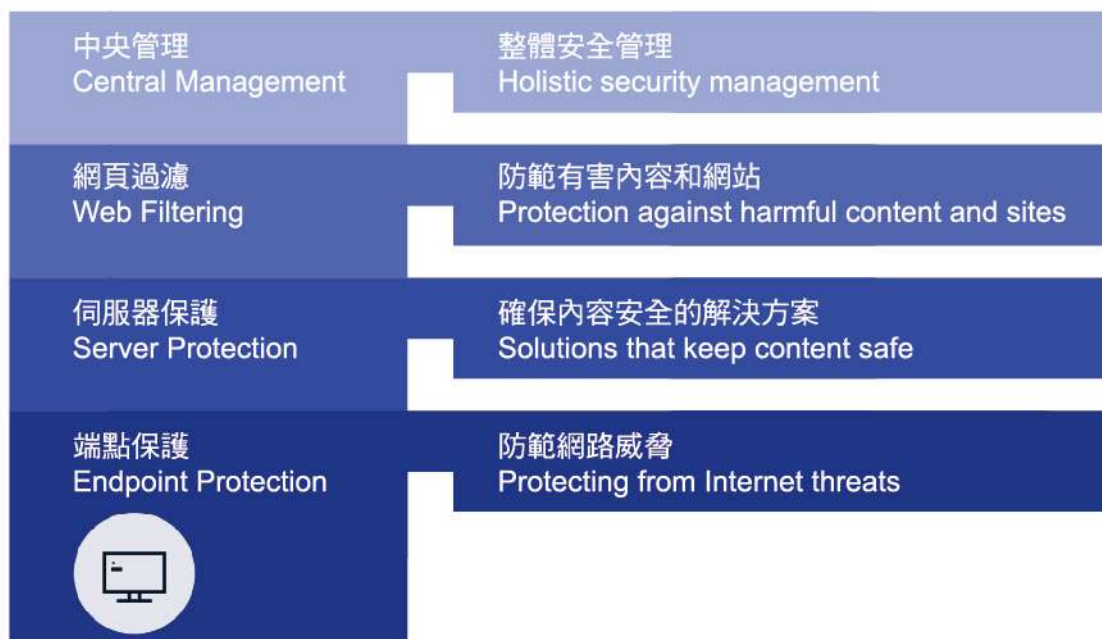 中央管理
Central Management
整體安全管理
Holistic security management
網頁過濾
Web Filtering
防範有害內容和網站
Protection against harmful content and sites
伺服器保護
Server Protection
確保內容安全的解決方案
Solutions that keep content safe
端點保護
Endpoint Protection
防範網路威脅
Protecting from Internet threats